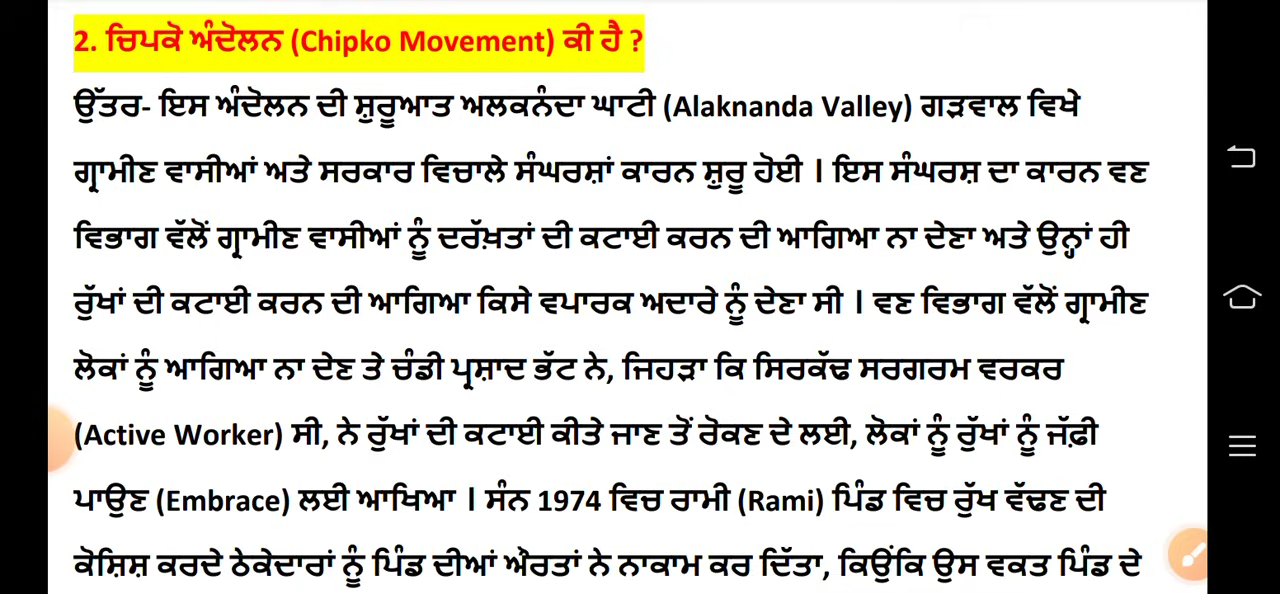 2. ਚਿਪਕੋ ਅੰਦੋਲਨ (Chipko Movement) ਕੀ ਹੈ ?
ਉੱਤਰ- ਇਸ ਅੰਦੋਲਨ ਦੀ ਸ਼ੁਰੂਆਤ ਅਲਕਨੰਦਾ ਘਾਟੀ (Alaknanda Valley) ਗੜਵਾਲ ਵਿਖੇ
ਗ੍ਰਾਮੀਣ ਵਾਸੀਆਂ ਅਤੇ ਸਰਕਾਰ ਵਿਚਾਲੇ ਸੰਘਰਸ਼ਾਂ ਕਾਰਨ ਸ਼ੁਰੂ ਹੋਈ । ਇਸ ਸੰਘਰਸ਼ ਦਾ ਕਾਰਨ ਵਣ
ਵਿਭਾਗ ਵੱਲੋਂ ਗ੍ਰਾਮੀਣ ਵਾਸੀਆਂ ਨੂੰ ਦਰੱਖ਼ਤਾਂ ਦੀ ਕਟਾਈ ਕਰਨ ਦੀ ਆਗਿਆ ਨਾ ਦੇਣਾ ਅਤੇ ਉਨ੍ਹਾਂ ਹੀ
ਰੁੱਖਾਂ ਦੀ ਕਟਾਈ ਕਰਨ ਦੀ ਆਗਿਆ ਕਿਸੇ ਵਪਾਰਕ ਅਦਾਰੇ ਨੂੰ ਦੇਣਾ ਸੀ । ਵਣ ਵਿਭਾਗ ਵੱਲੋਂ ਗ੍ਰਾਮੀਣ
ਲੋਕਾਂ ਨੂੰ ਆਗਿਆ ਨਾ ਦੇਣ ਤੇ ਚੰਡੀ ਪ੍ਰਸ਼ਾਦ ਭੱਟ ਨੇ, ਜਿਹੜਾ ਕਿ ਸਿਰਕੱਢ ਸਰਗਰਮ ਵਰਕਰ
(Active Worker) ਸੀ, ਨੇ ਰੁੱਖਾਂ ਦੀ ਕਟਾਈ ਕੀਤੇ ਜਾਣ ਤੋਂ ਰੋਕਣ ਦੇ ਲਈ, ਲੋਕਾਂ ਨੂੰ ਰੁੱਖਾਂ ਨੂੰ ਜੱਫ਼ੀ
ਪਾਉਣ (Embrace) ਲਈ ਆਖਿਆ । ਸੰਨ 1974 ਵਿਚ ਰਾਮੀ (Rami) ਪਿੰਡ ਵਿਚ ਰੁੱਖ ਵੱਢਣ ਦੀ
ਕੋਸ਼ਿਸ਼ ਕਰਦੇ ਠੇਕੇਦਾਰਾਂ ਨੂੰ ਪਿੰਡ ਦੀਆਂ ਔਰਤਾਂ ਨੇ ਨਾਕਾਮ ਕਰ ਦਿੱਤਾ, ਕਿਉਂਕਿ ਉਸ ਵਕਤ ਪਿੰਡ ਦੇ